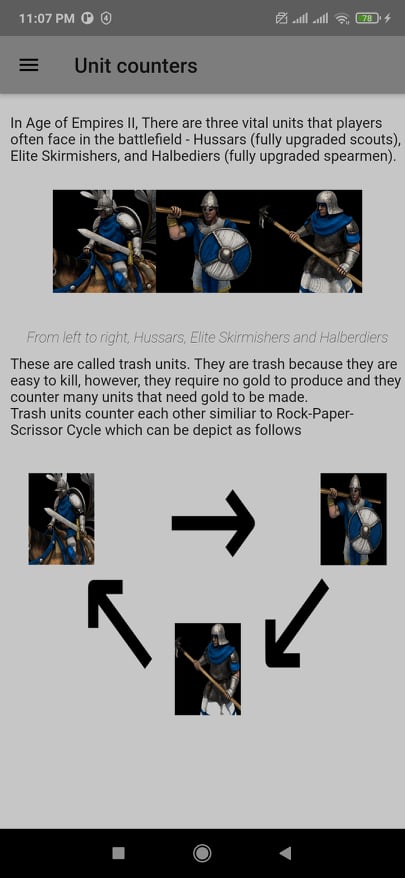 11:07 PM
78
Unit counters
In Age of Empires II, There are three vital units that players
often face in the battlefield - Hussars (fully upgraded scouts),
Elite Skirmishers, and Halbediers (fully upgraded spearmen).
From left to right, Hussars, Elite Skirmishers and Halberdiers
These are called trash units. They are trash because they are
easy to kill, however, they require no gold to produce and they
counter many units that need gold to be made.
Trash units counter each other similiar to Rock-Paper-
Scrissor Cycle which can be depict as follows